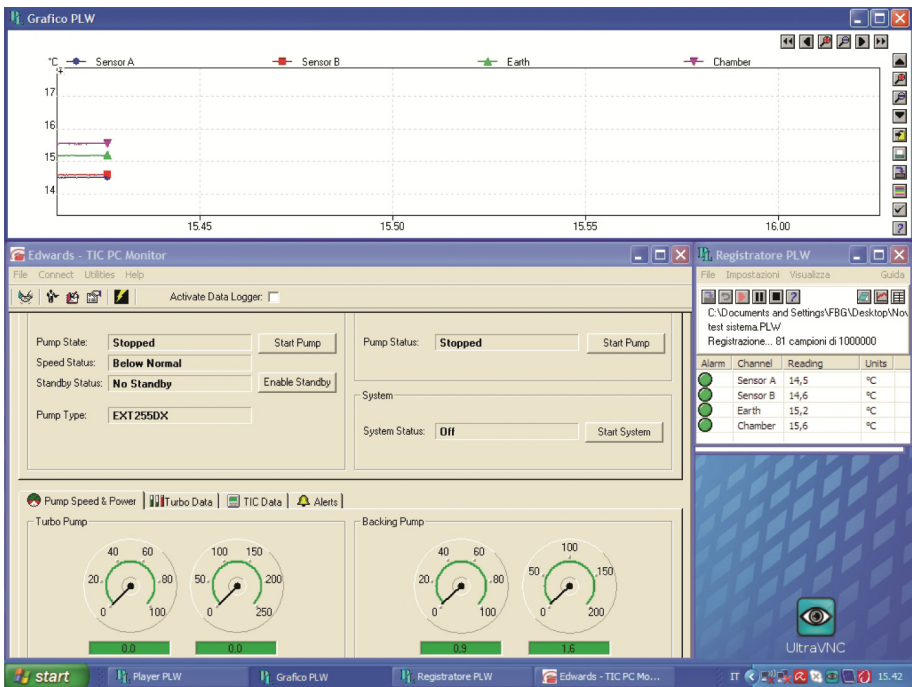 Grafico PLW
°C Sensor A Sensor B Earth Chamber
17
16
15
14
15.45 15.50 15.55 16.00
Edwards - TIC PC Monitor
File Connect Utilities Help
Activate Data Logger:
Pump State: Stopped Start Pump
Speed Status: Below Normal
Standby Status: No Standby Enable Standby
Pump Type: EXT255DX
Pump Status: Stopped Start Pump
System
System Status: Off Start System
Pump Speed & Power Turbo Data TIC Data Alerts
Turbo Pump
0 20 40 60 80 100
0.0
0 50 100 150 200 250
0.0
Backing Pump
0 20 40 60 80 100
0.9
0 50 100 150 200
1.6
Registratore PLW
File Impostazioni Visualizza Guida
C:\Documents and Settings\FBG\Desktop\Nov
test sistema.PLW
Registrazione... 81 campioni di 1000000
Alarm Channel Reading Units
Sensor A 14,5 °C
Sensor B 14,6 °C
Earth 15,2 °C
Chamber 15,6 °C
UltraVNC
start Player PLW Grafico PLW Registratore PLW Edwards - TIC PC Mo... IT 15.42